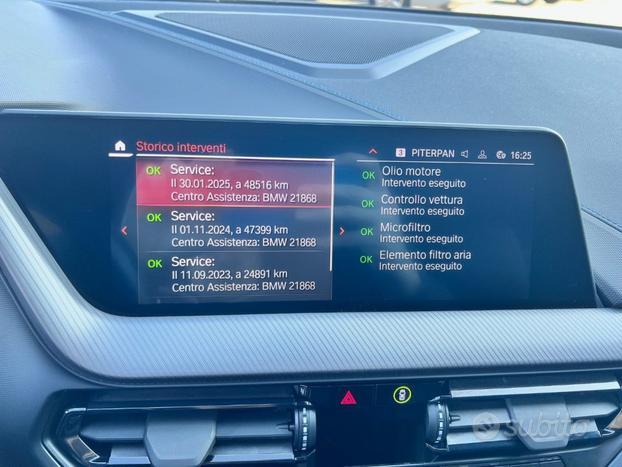 Storico interventi
3 PITERPAN 16:25
OK Service:
Il 30.01.2025, a 48516 km
Centro Assistenza: BMW 21868
OK Service:
Il 01.11.2024, a 47399 km
Centro Assistenza: BMW 21868
OK Service:
Il 11.09.2023, a 24891 km
Centro Assistenza: BMW 21868
OK Olio motore
Intervento eseguito
OK Controllo vettura
Intervento eseguito
OK Microfiltro
Intervento eseguito
OK Elemento filtro aria
Intervento eseguito
subito